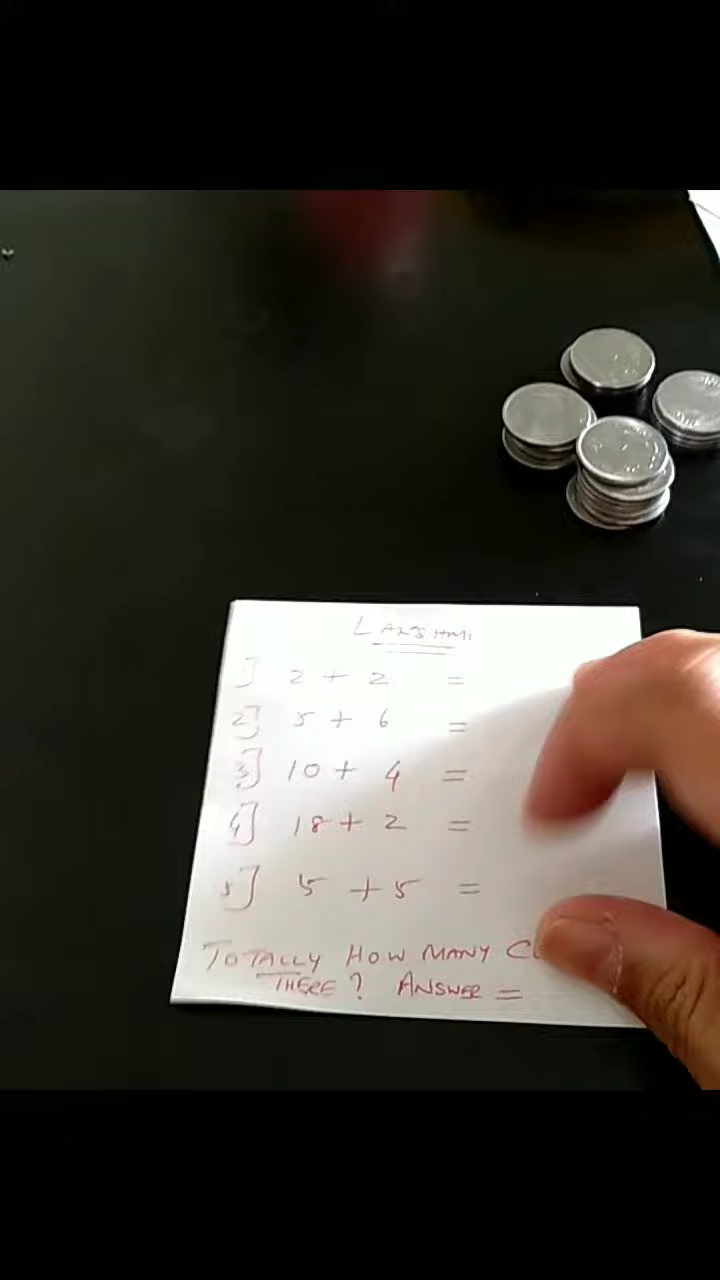 LAKSHMI
1] 2 + 2 =
2] 5 + 6 =
3] 10 + 4 =
4] 18 + 2 =
5] 5 + 5 =
TOTALLY HOW MANY
THERE? ANSWER =